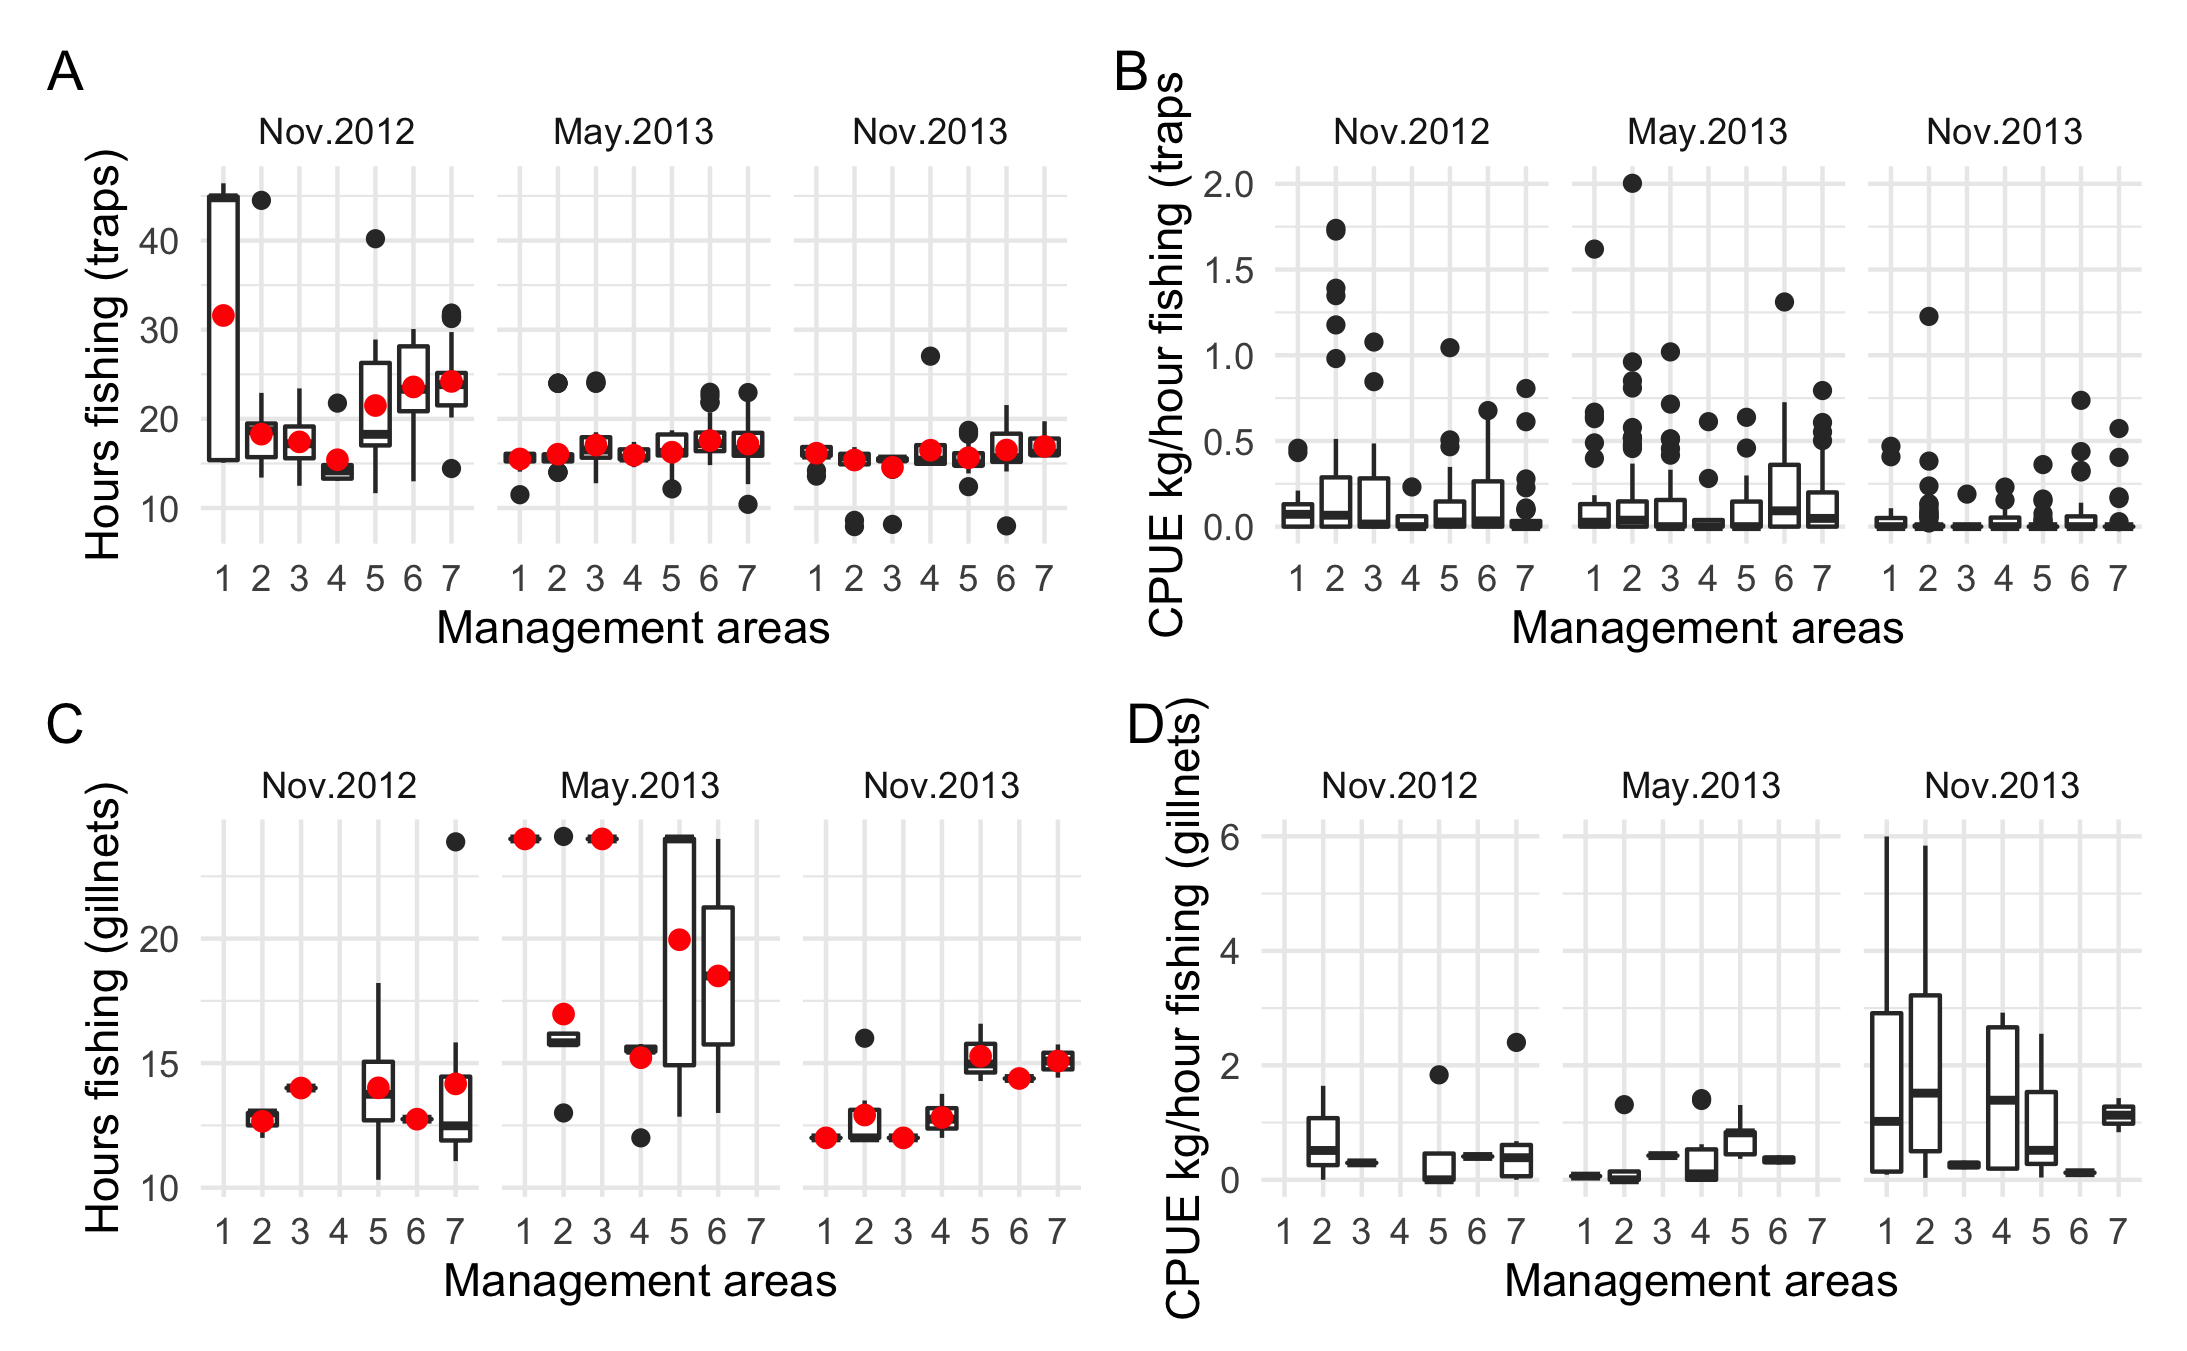 A
Nov.2012 May.2013 Nov.2013
Hours fishing (traps)
40
30
20
10
1 2 3 4 5 6 7 1 2 3 4 5 6 7 1 2 3 4 5 6 7
Management areas
B
Nov.2012 May.2013 Nov.2013
CPUE kg/hour fishing (traps
2.0
1.5
1.0
0.5
0.0
1 2 3 4 5 6 7 1 2 3 4 5 6 7 1 2 3 4 5 6 7
Management areas
C
Nov.2012 May.2013 Nov.2013
Hours fishing (gillnets)
20
15
10
1 2 3 4 5 6 7 1 2 3 4 5 6 7 1 2 3 4 5 6 7
Management areas
D
Nov.2012 May.2013 Nov.2013
CPUE kg/hour fishing (gillnets)
6
4
2
0
1 2 3 4 5 6 7 1 2 3 4 5 6 7 1 2 3 4 5 6 7
Management areas